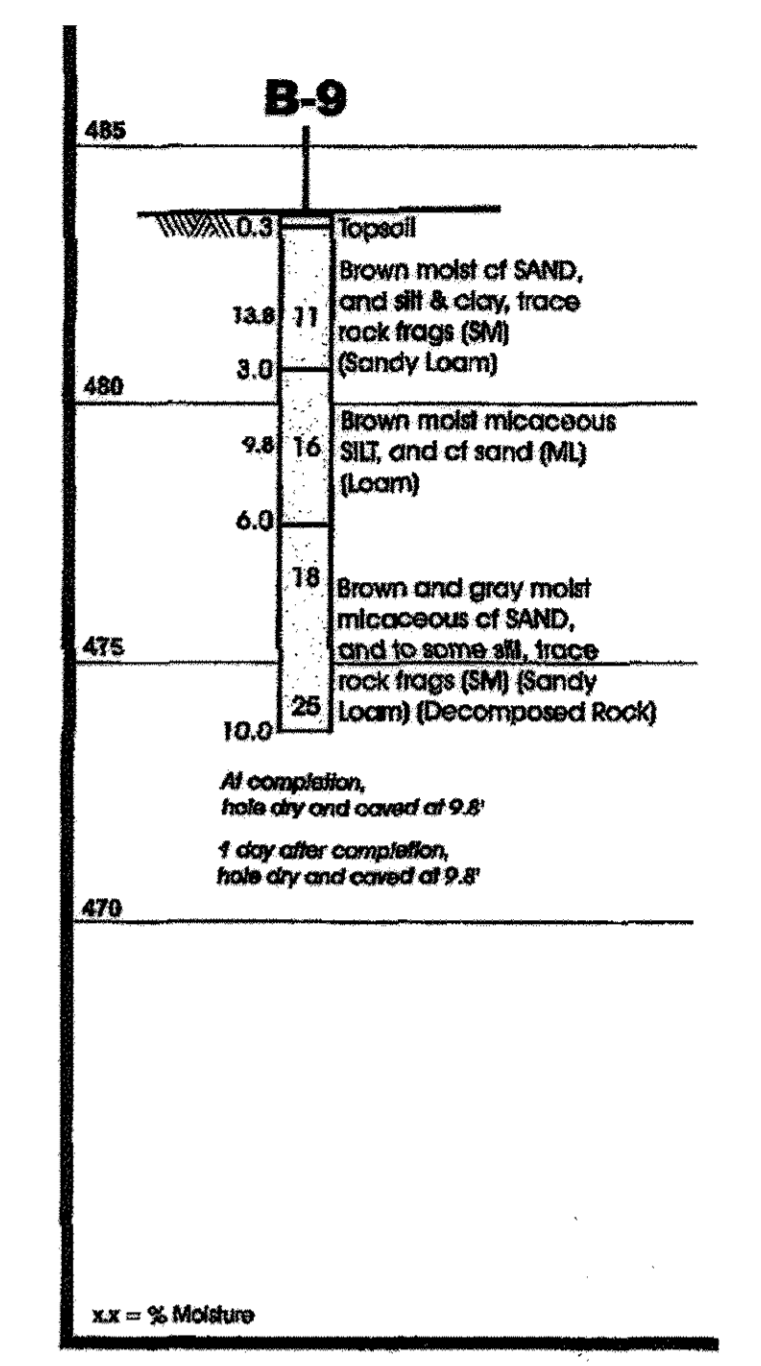 B-9
485
0.3 Topsoil
Brown moist cf SAND,
and silt & clay, trace
13.8 11 rock frags (SM)
3.0 (Sandy Loam)
480
Brown moist micaceous
9.8 16 SILT, and cf sand (ML)
(Loam)
6.0
18 Brown and gray moist
micaceous cf SAND,
475 and to some silt, trace
rock frags (SM) (Sandy
25 Loam) (Decomposed Rock)
10.0
At completion,
hole dry and caved at 9.8'
1 day after completion,
hole dry and caved at 9.8'
470
x.x = % Moisture